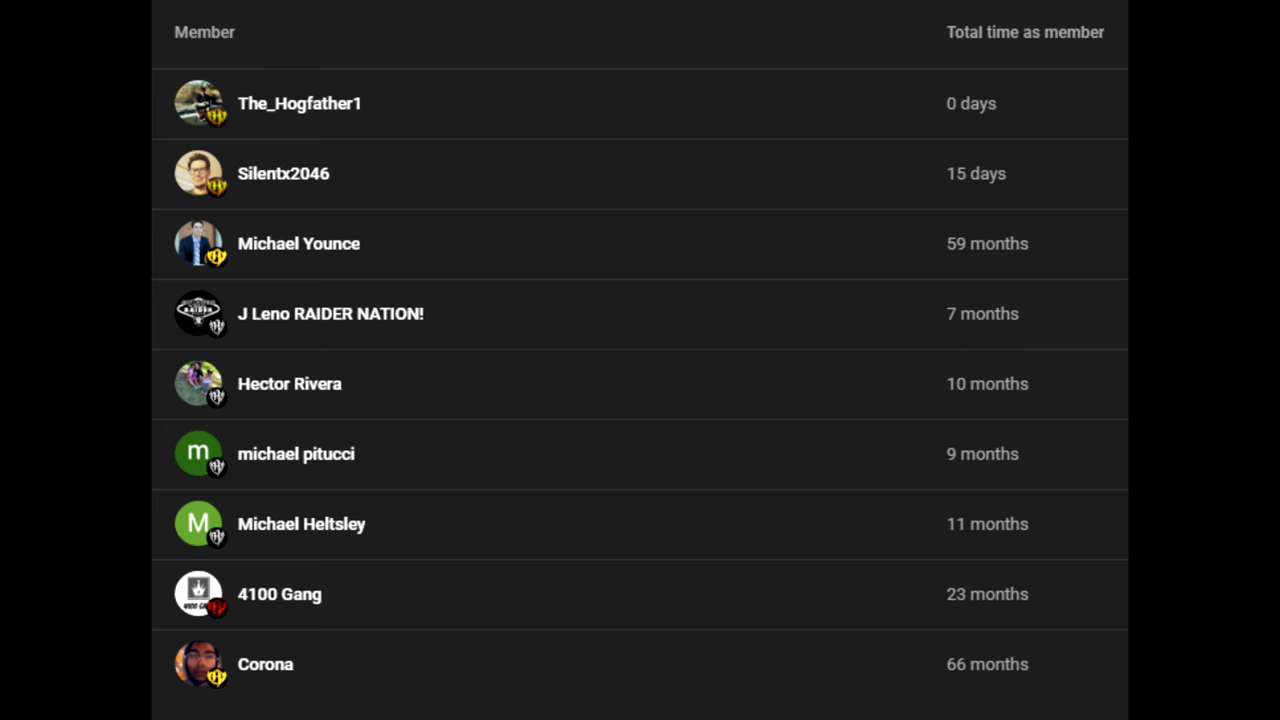 Member Total time as member
The_Hogfather1 0 days
Silentx2046 15 days
Michael Younce 59 months
J Leno RAIDER NATION! 7 months
Hector Rivera 10 months
m michael pitucci 9 months
M Michael Heltsley 11 months
4100 Gang 23 months
Corona 66 months